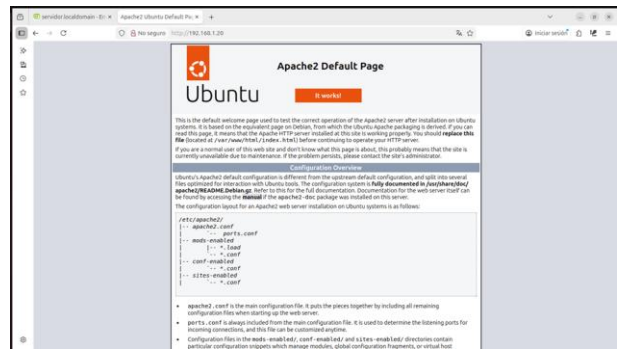 servidor.localdomain - En
Apache2 Ubuntu Default Pa
No seguro http://192.168.1.20
Iniciar sesión
Apache2 Default Page
Ubuntu
It works!
This is the default welcome page used to test the correct operation of the Apache2 server after installation on Ubuntu
systems. It is based on the equivalent page on Debian, from which the Ubuntu Apache packaging is derived. If you can
read this page, it means that the Apache HTTP server installed at this site is working properly. You should replace this
file (located at /var/www/html/index.html) before continuing to operate your HTTP server.
If you are a normal user of this web site and don't know what this page is about, this probably means that the site is
currently unavailable due to maintenance. If the problem persists, please contact the site's administrator.
Configuration Overview
Ubuntu's Apache2 default configuration is different from the upstream default configuration, and split into several
files optimized for interaction with Ubuntu tools. The configuration system is fully documented in /usr/share/doc/
apache2/README.Debian.gz. Refer to this for the full documentation. Documentation for the web server itself can
be found by accessing the manual if the apache2-doc package was installed on this server.
The configuration layout for an Apache2 web server installation on Ubuntu systems is as follows:
/etc/apache2/
|-- apache2.conf
|       `-- ports.conf
|-- mods-enabled
|       |-- *.load
|       `-- *.conf
|-- conf-enabled
|       `-- *.conf
|-- sites-enabled
|       `-- *.conf
• apache2.conf is the main configuration file. It puts the pieces together by including all remaining
configuration files when starting up the web server.
• ports.conf is always included from the main configuration file. It is used to determine the listening ports for
incoming connections, and this file can be customized anytime.
• Configuration files in the mods-enabled/, conf-enabled/ and sites-enabled/ directories contain
particular configuration snippets which manage modules, global configuration fragments, or virtual host